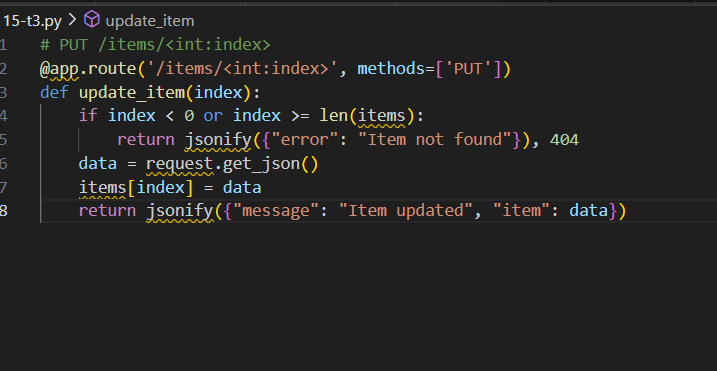 15-t3.py > update_item
1 # PUT /items/<int:index>
2 @app.route('/items/<int:index>', methods=['PUT'])
3 def update_item(index):
4     if index < 0 or index >= len(items):
5         return jsonify({"error": "Item not found"}), 404
6     data = request.get_json()
7     items[index] = data
8     return jsonify({"message": "Item updated", "item": data})